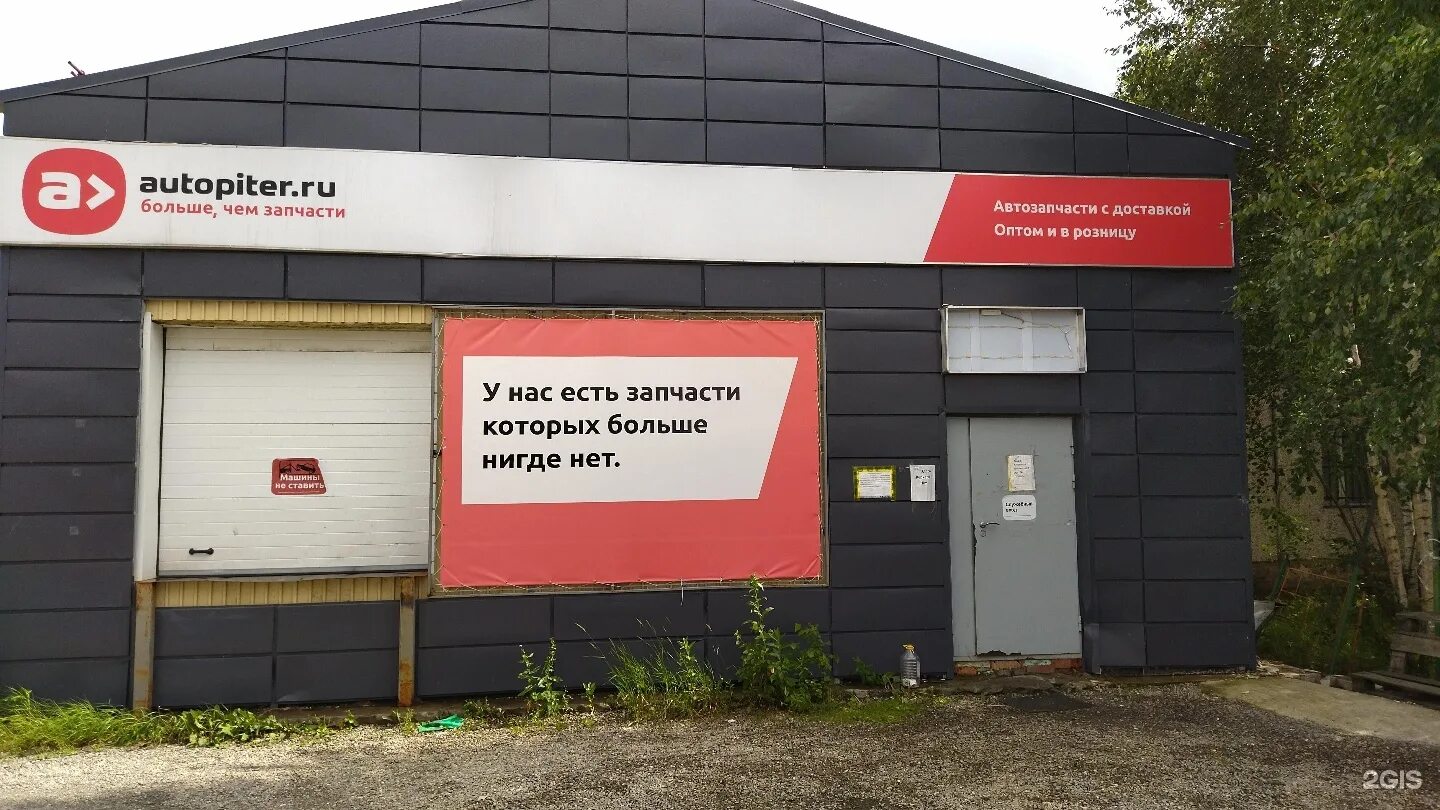 autopiter.ru
больше, чем запчасти
Автозапчасти с доставкой
Оптом и в розницу
У нас есть запчасти
которых больше
нигде нет.
Машины
не ставить
2GIS